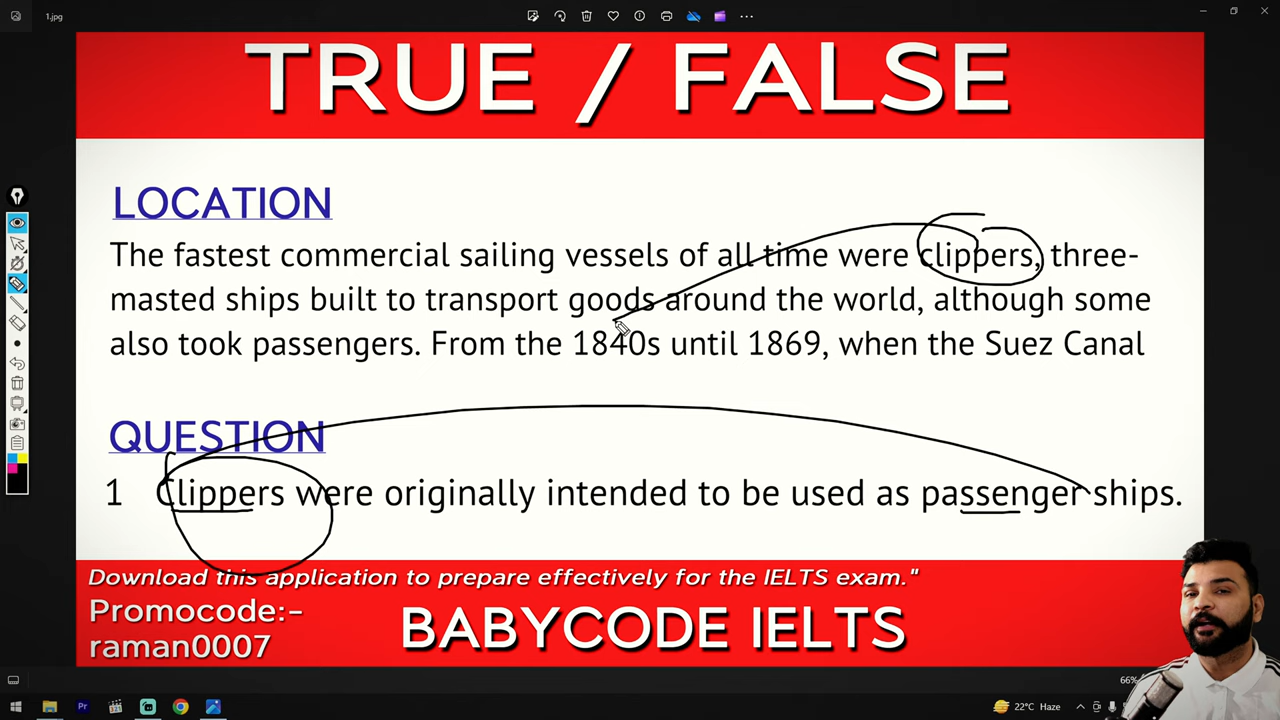 1.jpg
TRUE / FALSE
LOCATION
The fastest commercial sailing vessels of all time were clippers, three-
masted ships built to transport goods around the world, although some
also took passengers. From the 1840s until 1869, when the Suez Canal
QUESTION
1 Clippers were originally intended to be used as passenger ships.
Download this application to prepare effectively for the IELTS exam."
Promocode:-
raman0007
BABYCODE IELTS
66%
Pr
22°C Haze